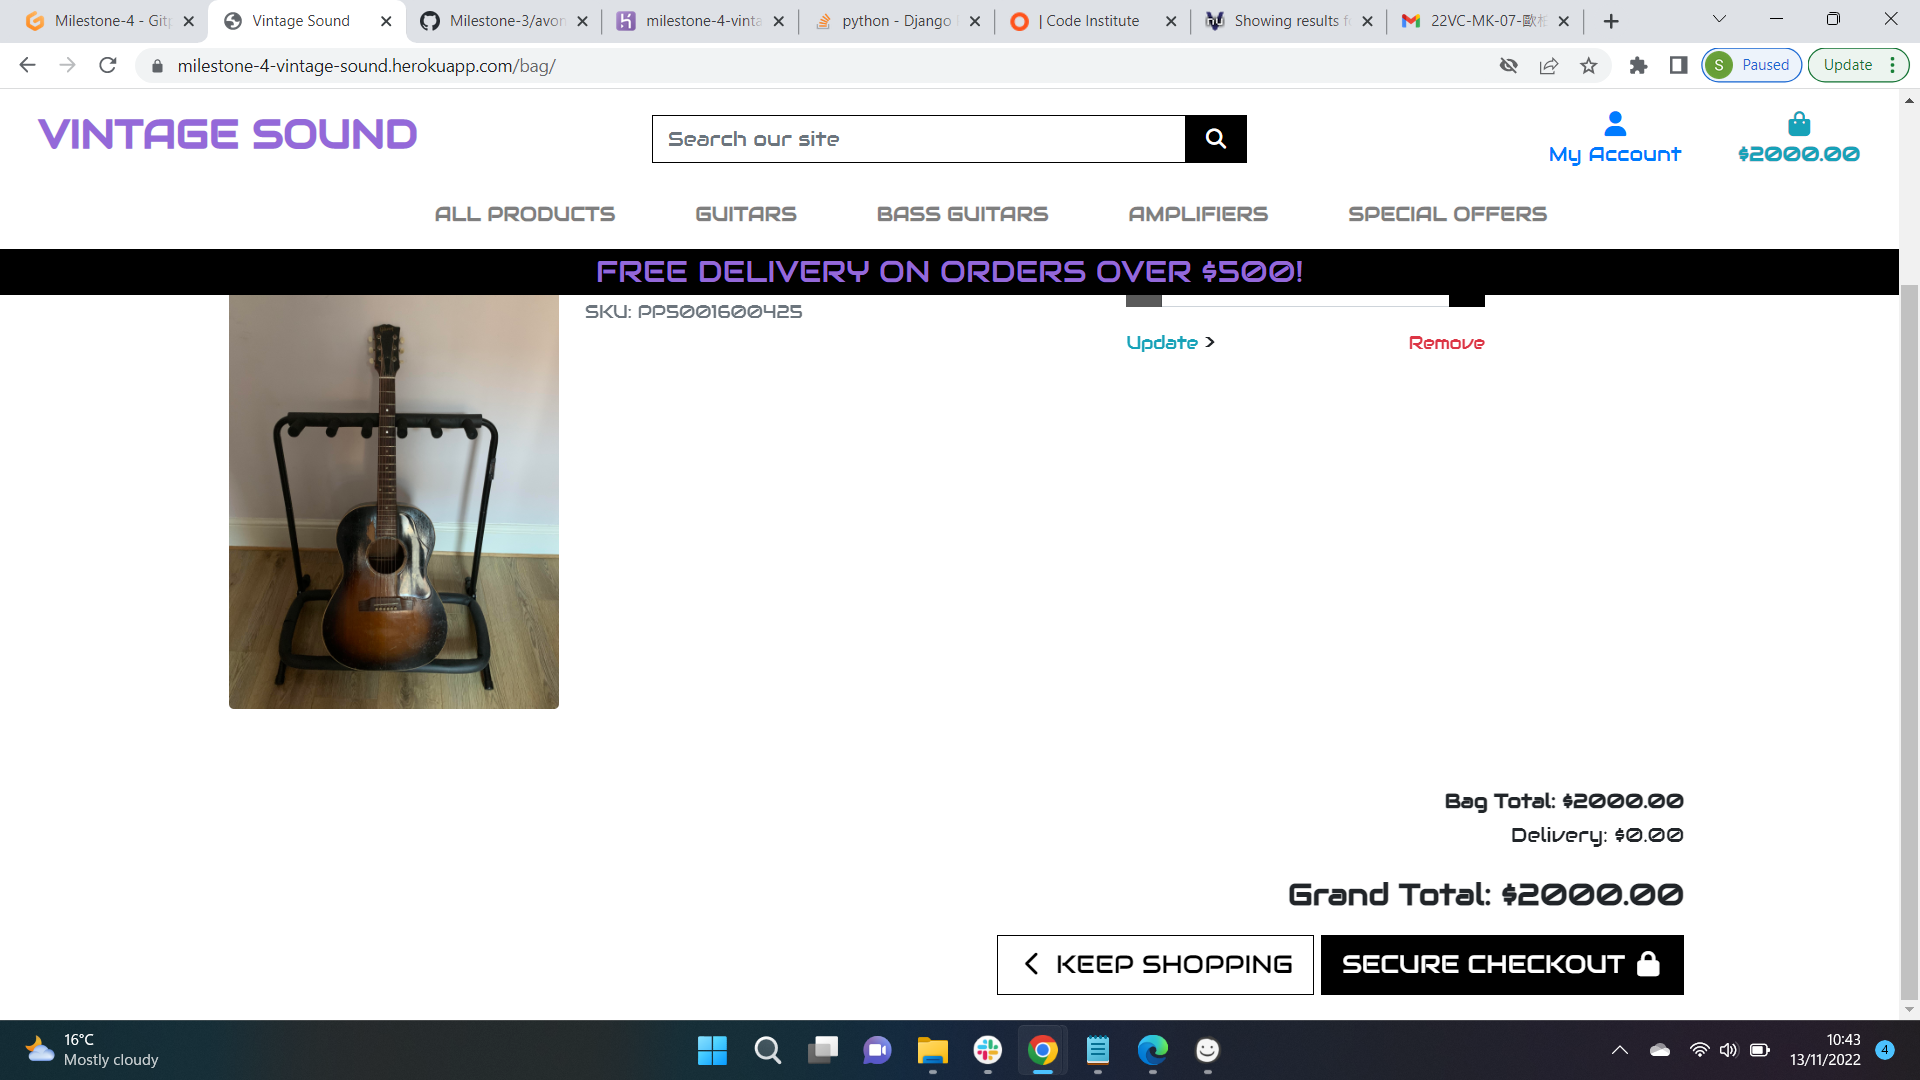 Milestone-4 - Gitp
Vintage Sound
Milestone-3/avon
milestone-4-vinta
python - Django
| Code Institute
Showing results f
22VC-MK-07-歐
milestone-4-vintage-sound.herokuapp.com/bag/
S Paused
Update
VINTAGE SOUND
Search our site
My Account
$2000.00
ALL PRODUCTS GUITARS BASS GUITARS AMPLIFIERS SPECIAL OFFERS
FREE DELIVERY ON ORDERS OVER $500!
SKU: PP5001600425
Update >
Remove
Bag Total: $2000.00
Delivery: $0.00
Grand Total: $2000.00
KEEP SHOPPING
SECURE CHECKOUT
16°C
Mostly cloudy
10:43
13/11/2022
4